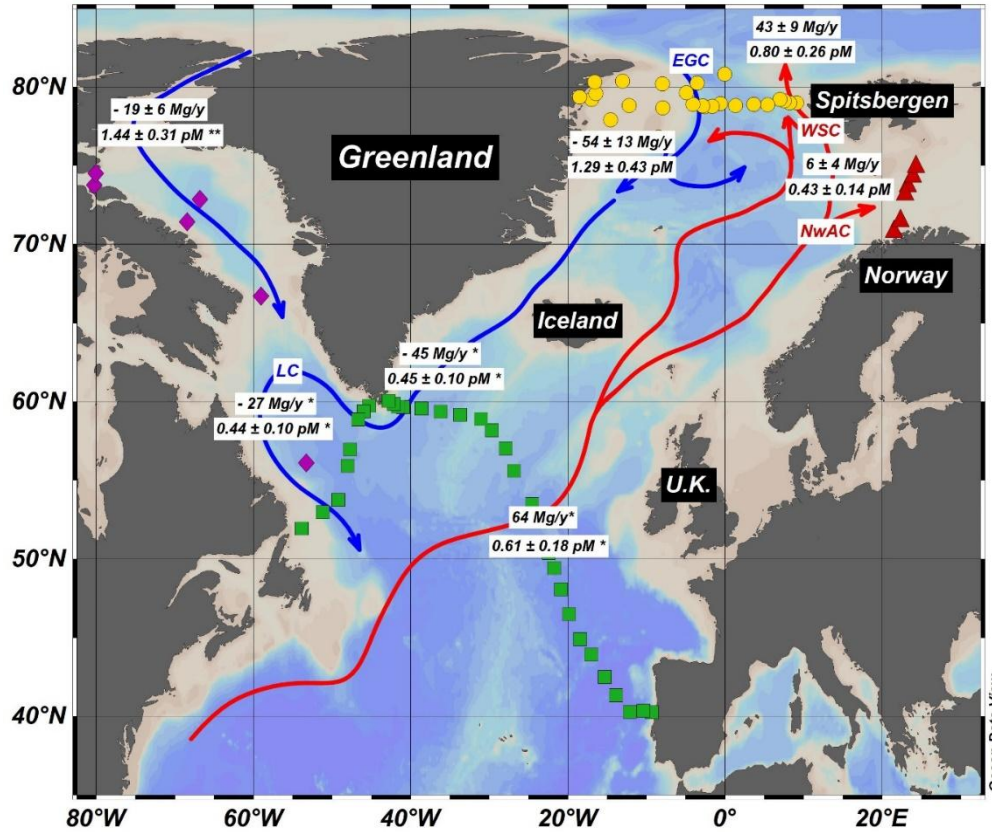 43 ± 9 Mg/y
0.80 ± 0.26 pM
EGC
80°N
Spitsbergen
- 19 ± 6 Mg/y
1.44 ± 0.31 pM **
WSC
- 54 ± 13 Mg/y
1.29 ± 0.43 pM
Greenland
6 ± 4 Mg/y
0.43 ± 0.14 pM
NwAC
70°N
Norway
Iceland
- 45 Mg/y *
0.45 ± 0.10 pM *
LC
60°N
- 27 Mg/y *
0.44 ± 0.10 pM *
U.K.
64 Mg/y*
0.61 ± 0.18 pM *
50°N
40°N
80°W
60°W
40°W
20°W
0°
20°E